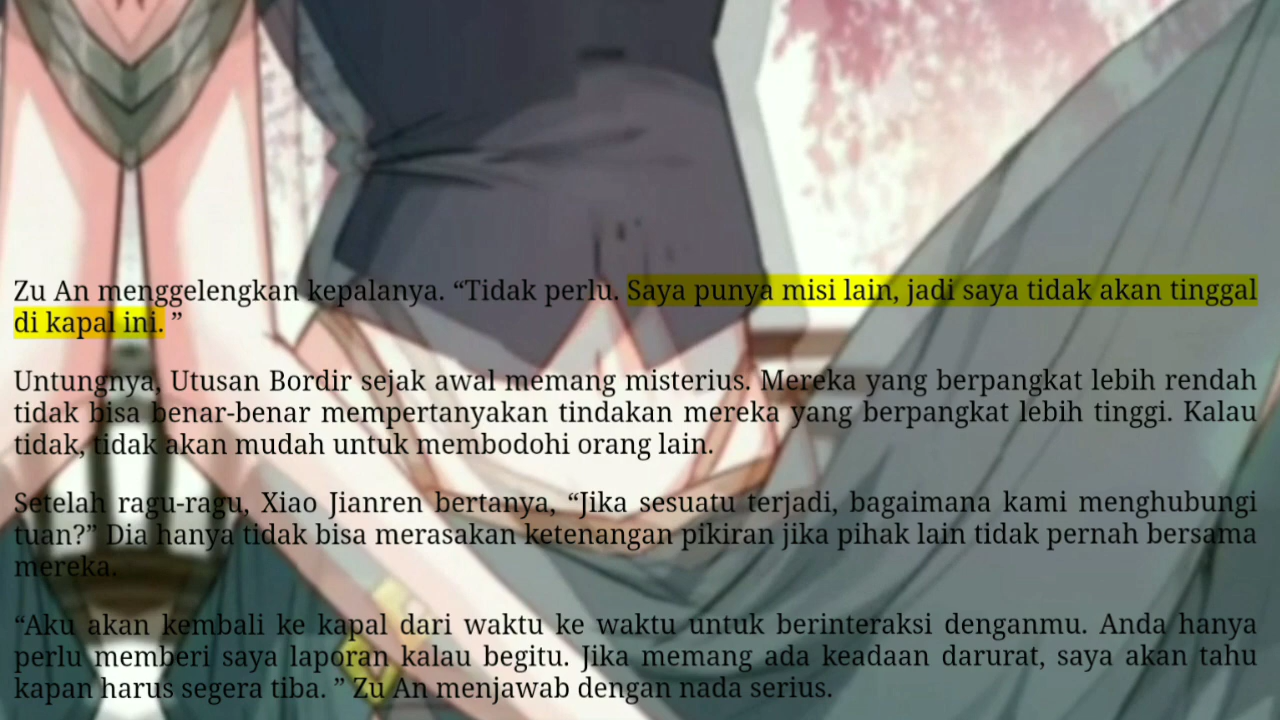 Zu An menggelengkan kepalanya. “Tidak perlu. Saya punya misi lain, jadi saya tidak akan tinggal
di kapal ini. ”
Untungnya, Utusan Bordir sejak awal memang misterius. Mereka yang berpangkat lebih rendah
tidak bisa benar-benar mempertanyakan tindakan mereka yang berpangkat lebih tinggi. Kalau
tidak, tidak akan mudah untuk membodohi orang lain.
Setelah ragu-ragu, Xiao Jianren bertanya, “Jika sesuatu terjadi, bagaimana kami menghubungi
tuan?” Dia hanya tidak bisa merasakan ketenangan pikiran jika pihak lain tidak pernah bersama
mereka.
“Aku akan kembali ke kapal dari waktu ke waktu untuk berinteraksi denganmu. Anda hanya
perlu memberi saya laporan kalau begitu. Jika memang ada keadaan darurat, saya akan tahu
kapan harus segera tiba. ” Zu An menjawab dengan nada serius.